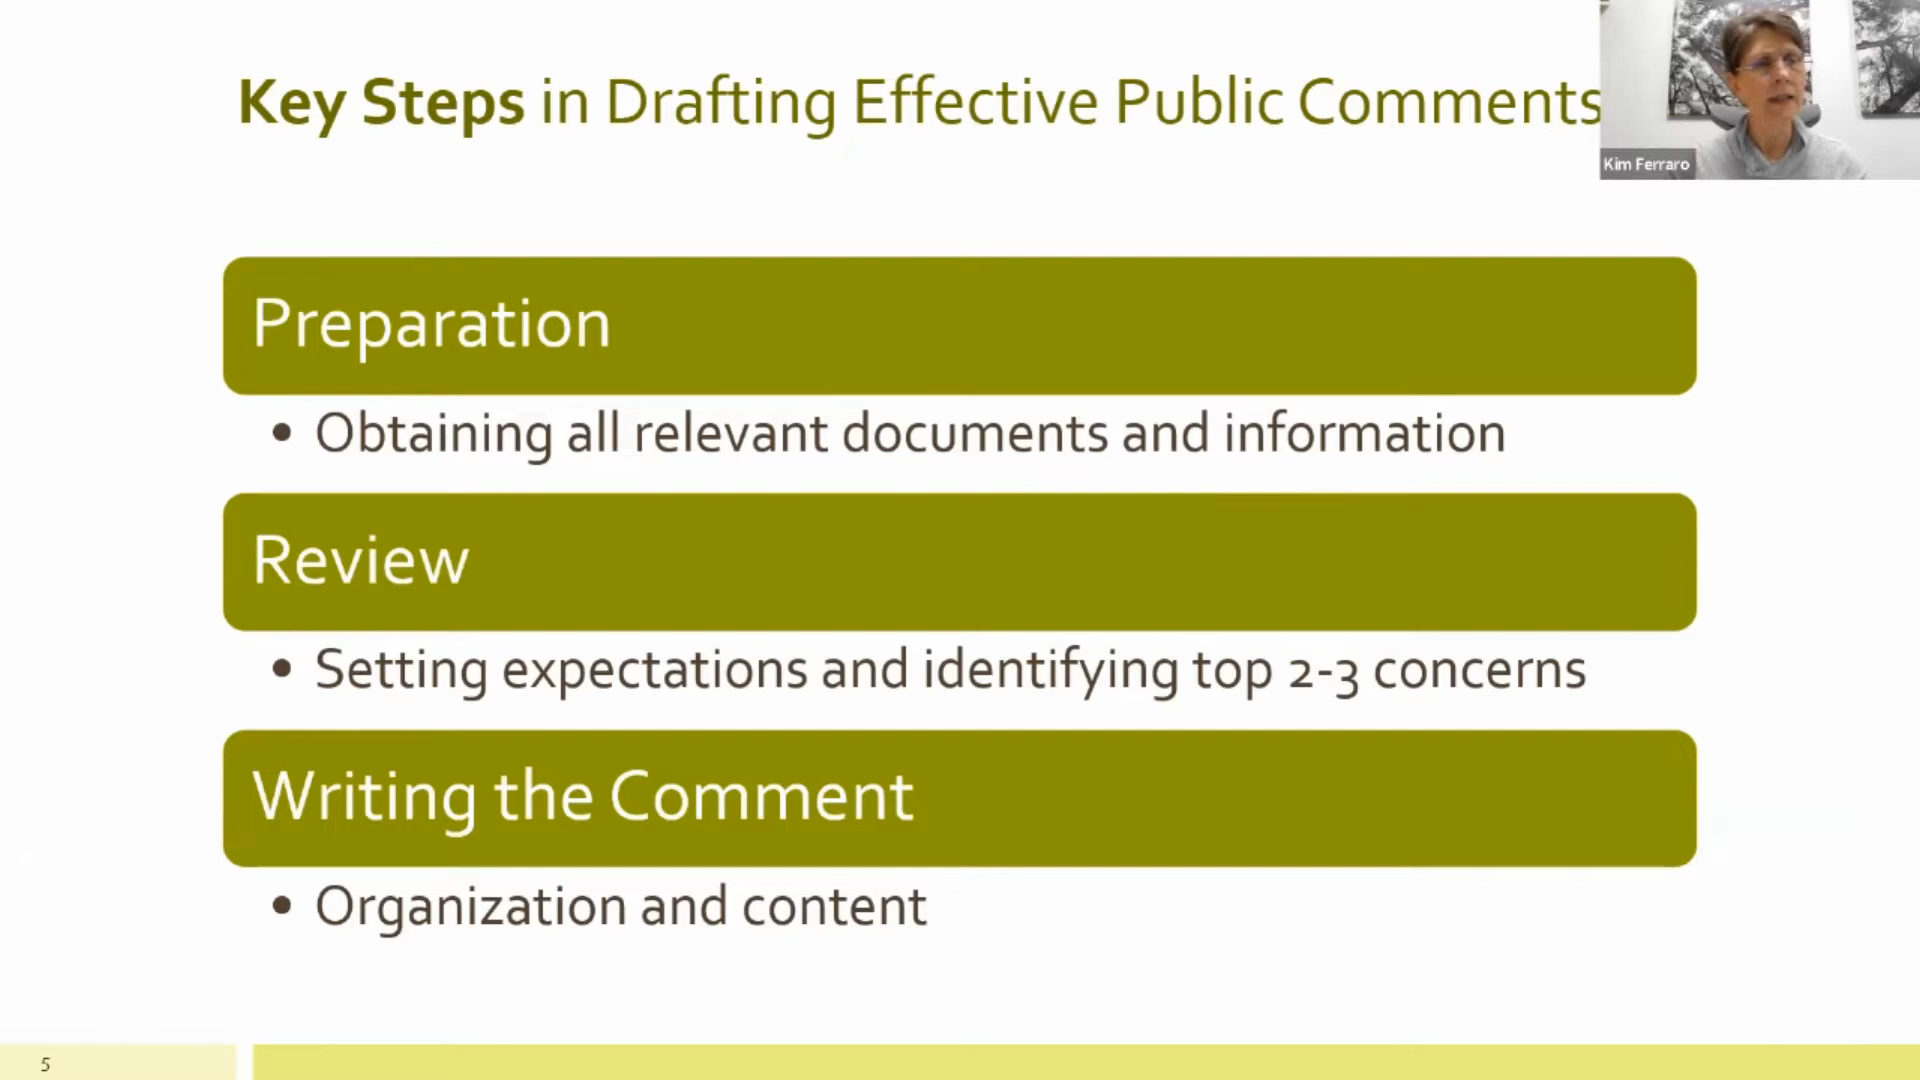 Key Steps in Drafting Effective Public Comments
Kim Ferraro
Preparation
• Obtaining all relevant documents and information
Review
• Setting expectations and identifying top 2-3 concerns
Writing the Comment
• Organization and content
5